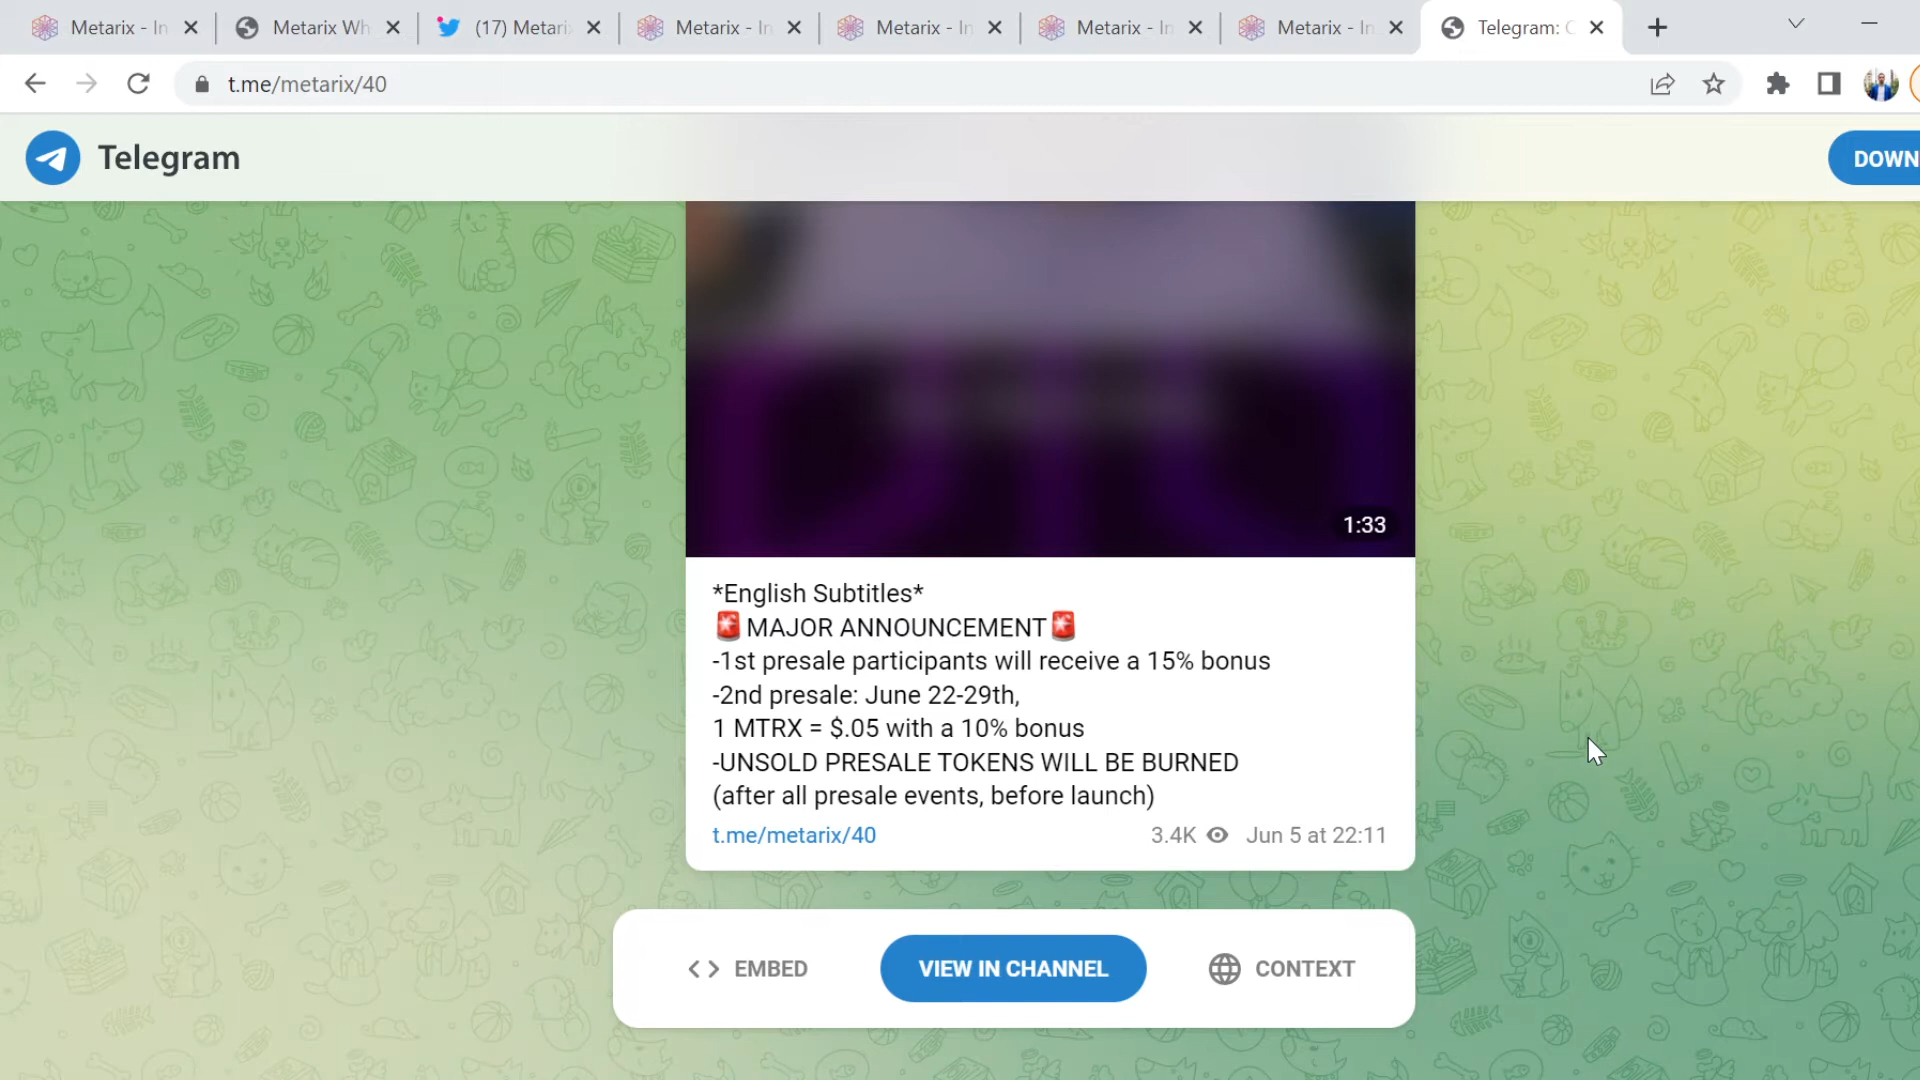 Metarix - In
Metarix Wh
(17) Metari
Metarix - In
Metarix - In
Metarix - In
Metarix - In
Telegram: C
t.me/metarix/40
Telegram
DOWN
1:33
*English Subtitles*
🚨MAJOR ANNOUNCEMENT🚨
-1st presale participants will receive a 15% bonus
-2nd presale: June 22-29th,
1 MTRX = $.05 with a 10% bonus
-UNSOLD PRESALE TOKENS WILL BE BURNED
(after all presale events, before launch)
t.me/metarix/40 3.4K Jun 5 at 22:11
EMBED
VIEW IN CHANNEL
CONTEXT